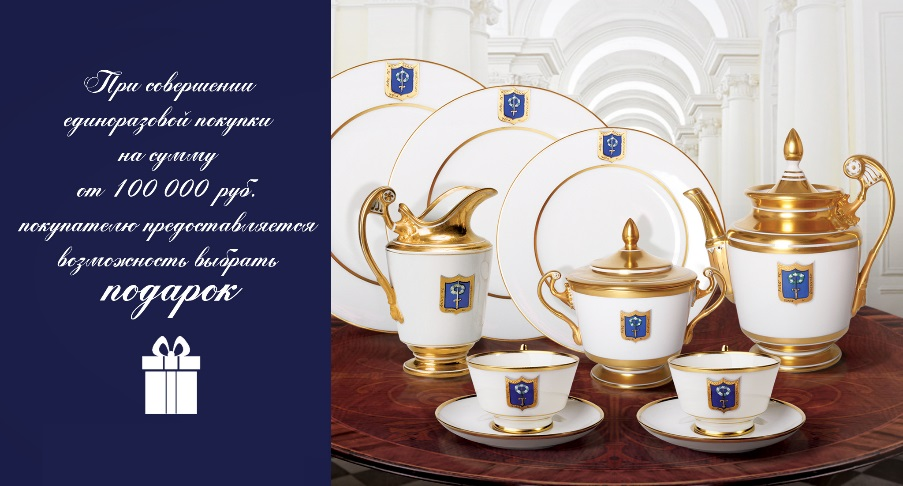 При совершении
единоразовой покупки
на сумму
от 100 000 руб.
покупателю предоставляется
возможность выбрать
подарок